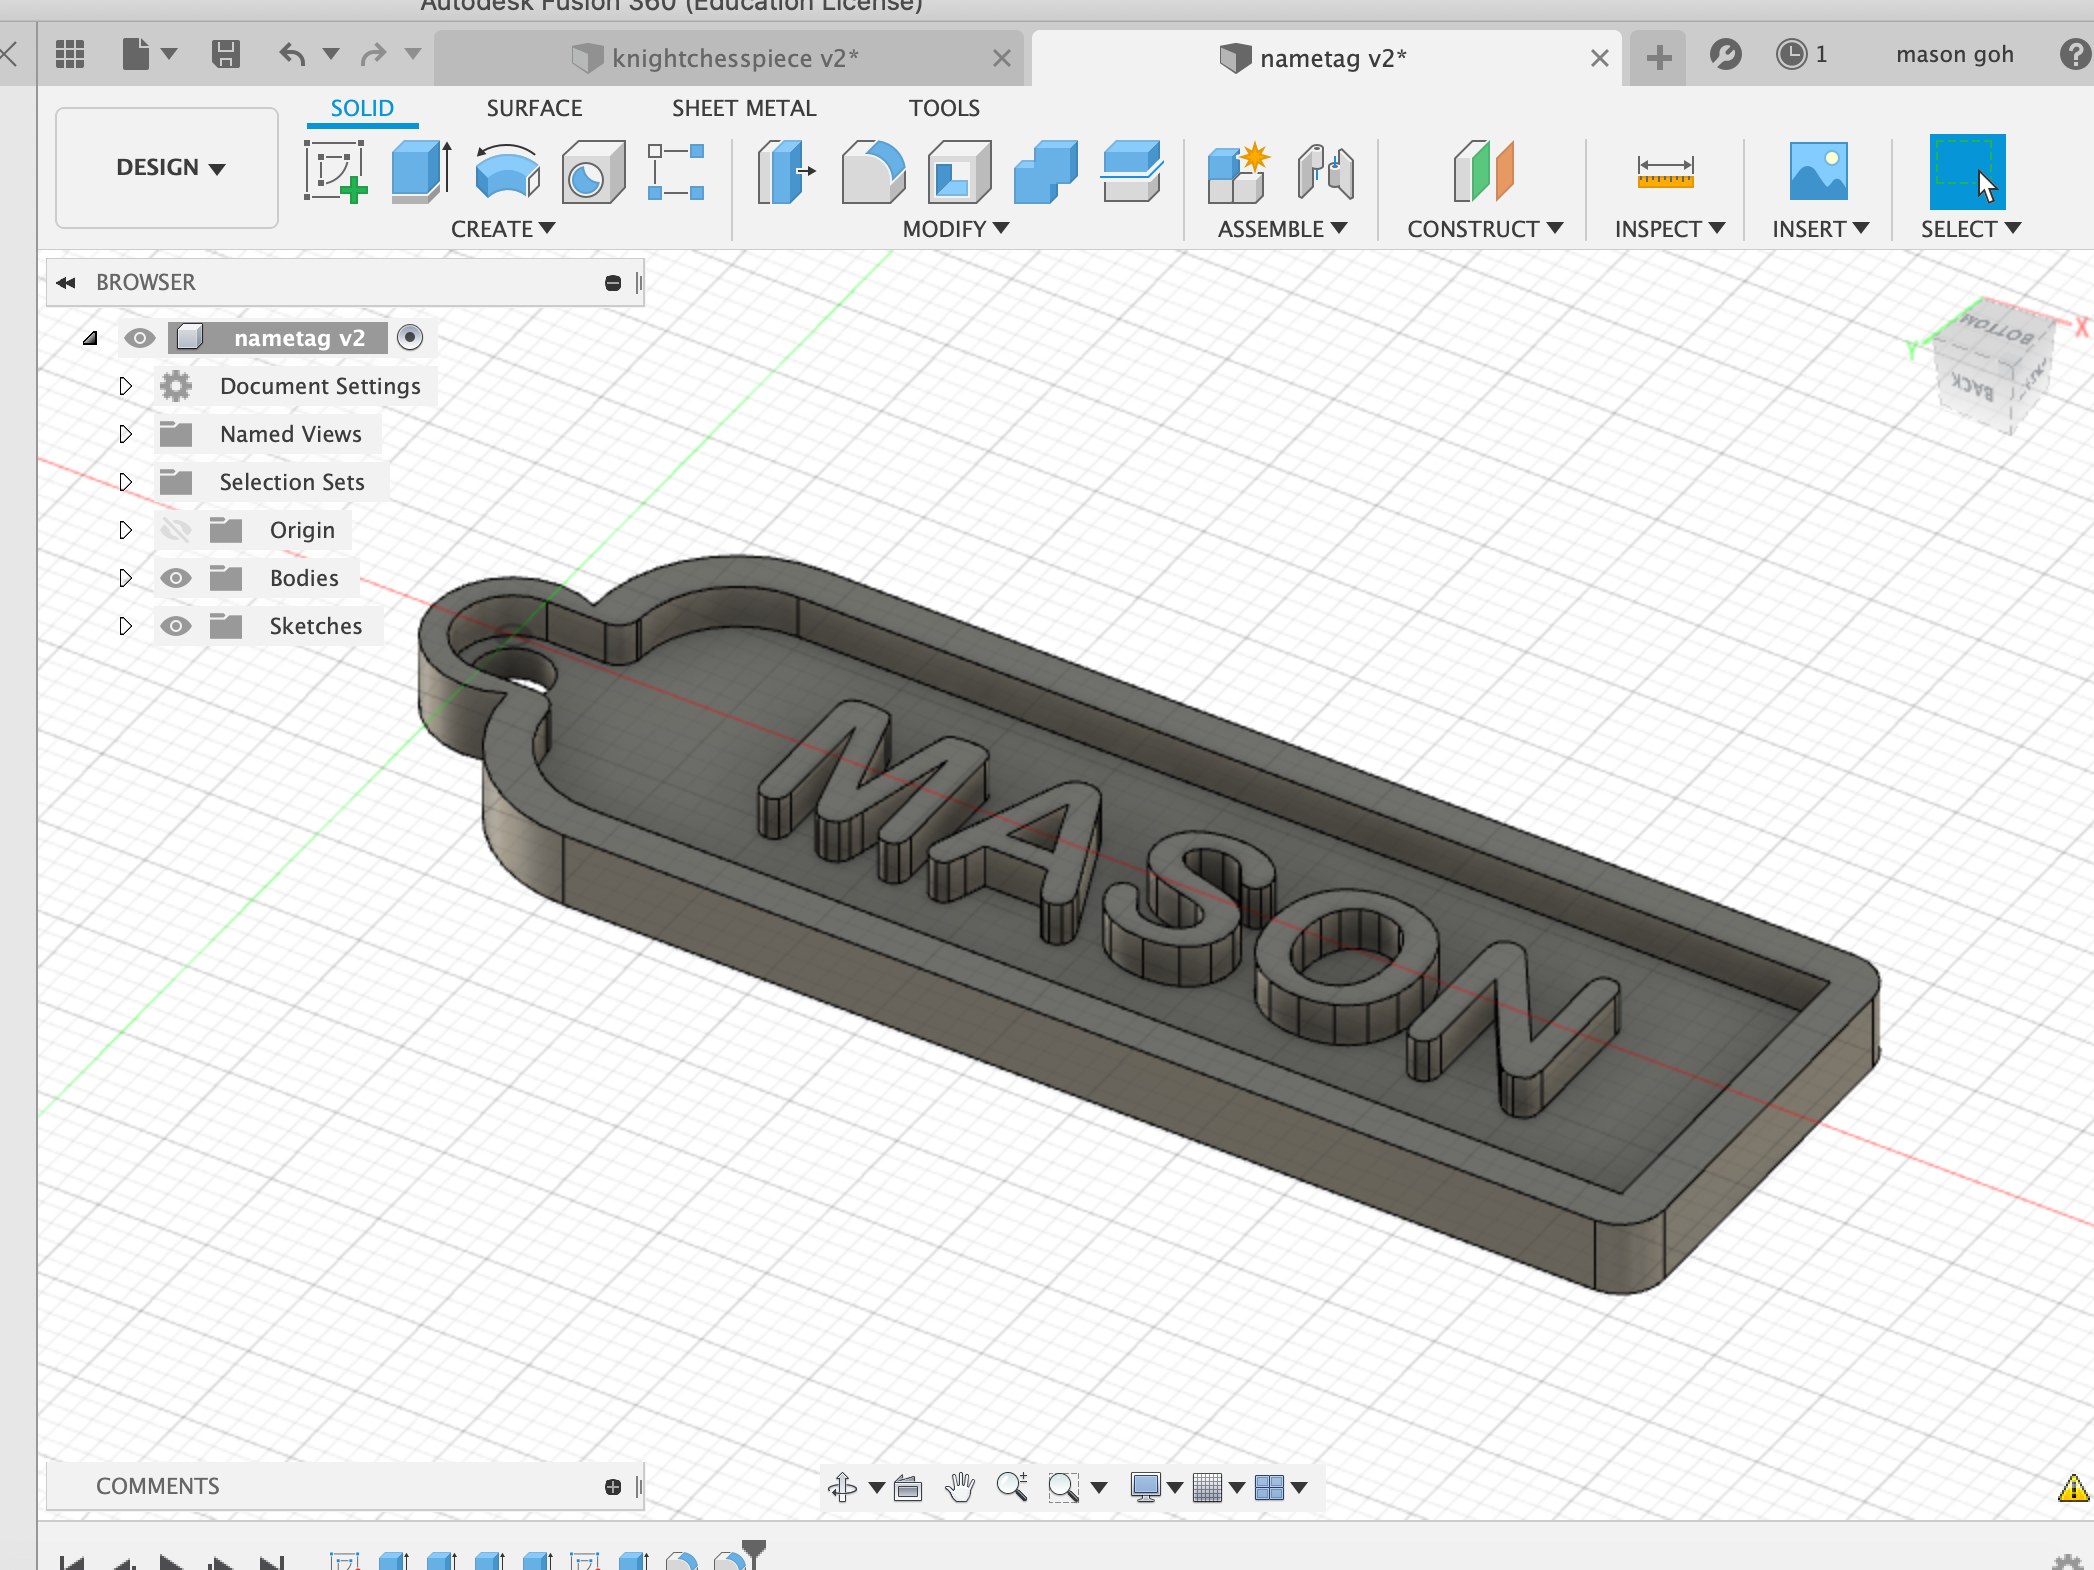 Autodesk Fusion 360 (Education License)
knightchesspiece v2*
nametag v2*
1
mason goh
DESIGN
SOLID
SURFACE
SHEET METAL
TOOLS
CREATE
MODIFY
ASSEMBLE
CONSTRUCT
INSPECT
INSERT
SELECT
BROWSER
nametag v2
Document Settings
Named Views
Selection Sets
Origin
Bodies
Sketches
X
Y
BOTTOM
BACK
MASON
COMMENTS